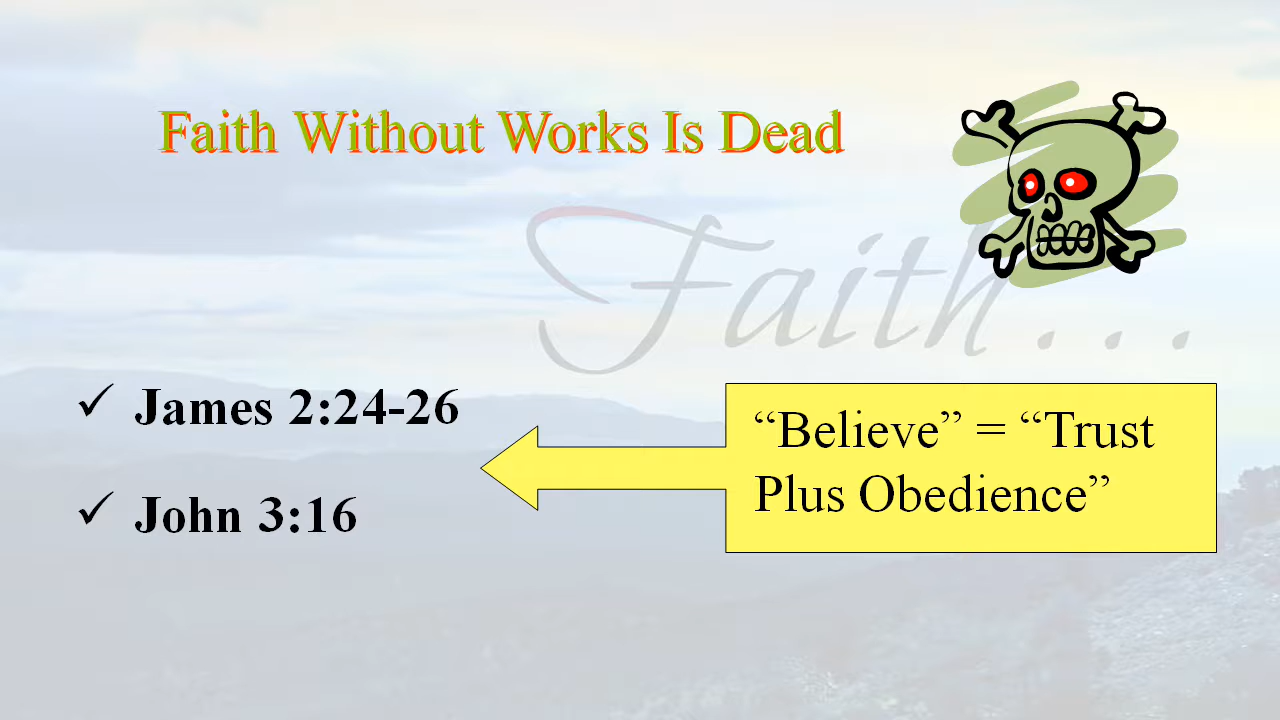 Faith Without Works Is Dead
Faith...
✓ James 2:24-26
✓ John 3:16
“Believe” = “Trust
Plus Obedience”